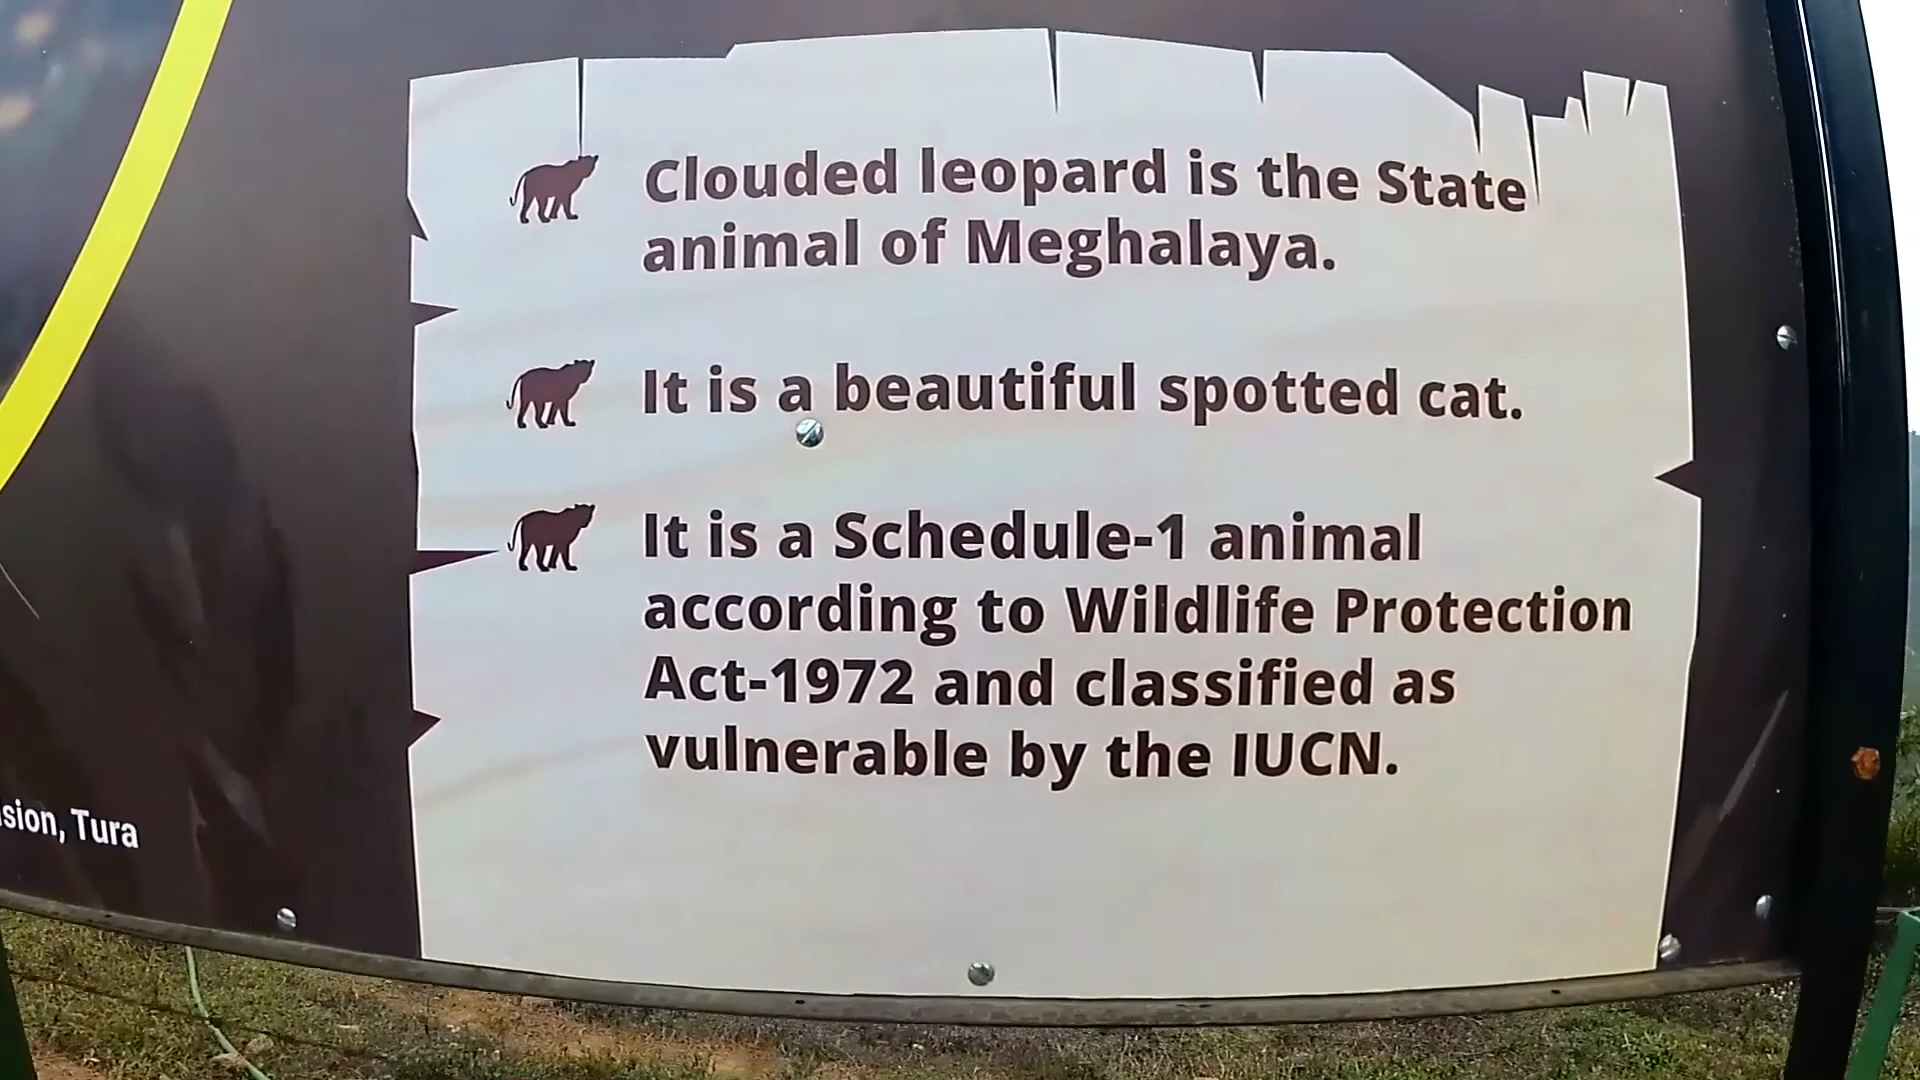 Clouded leopard is the State
animal of Meghalaya.
It is a beautiful spotted cat.
It is a Schedule-1 animal
according to Wildlife Protection
Act-1972 and classified as
vulnerable by the IUCN.
Tura